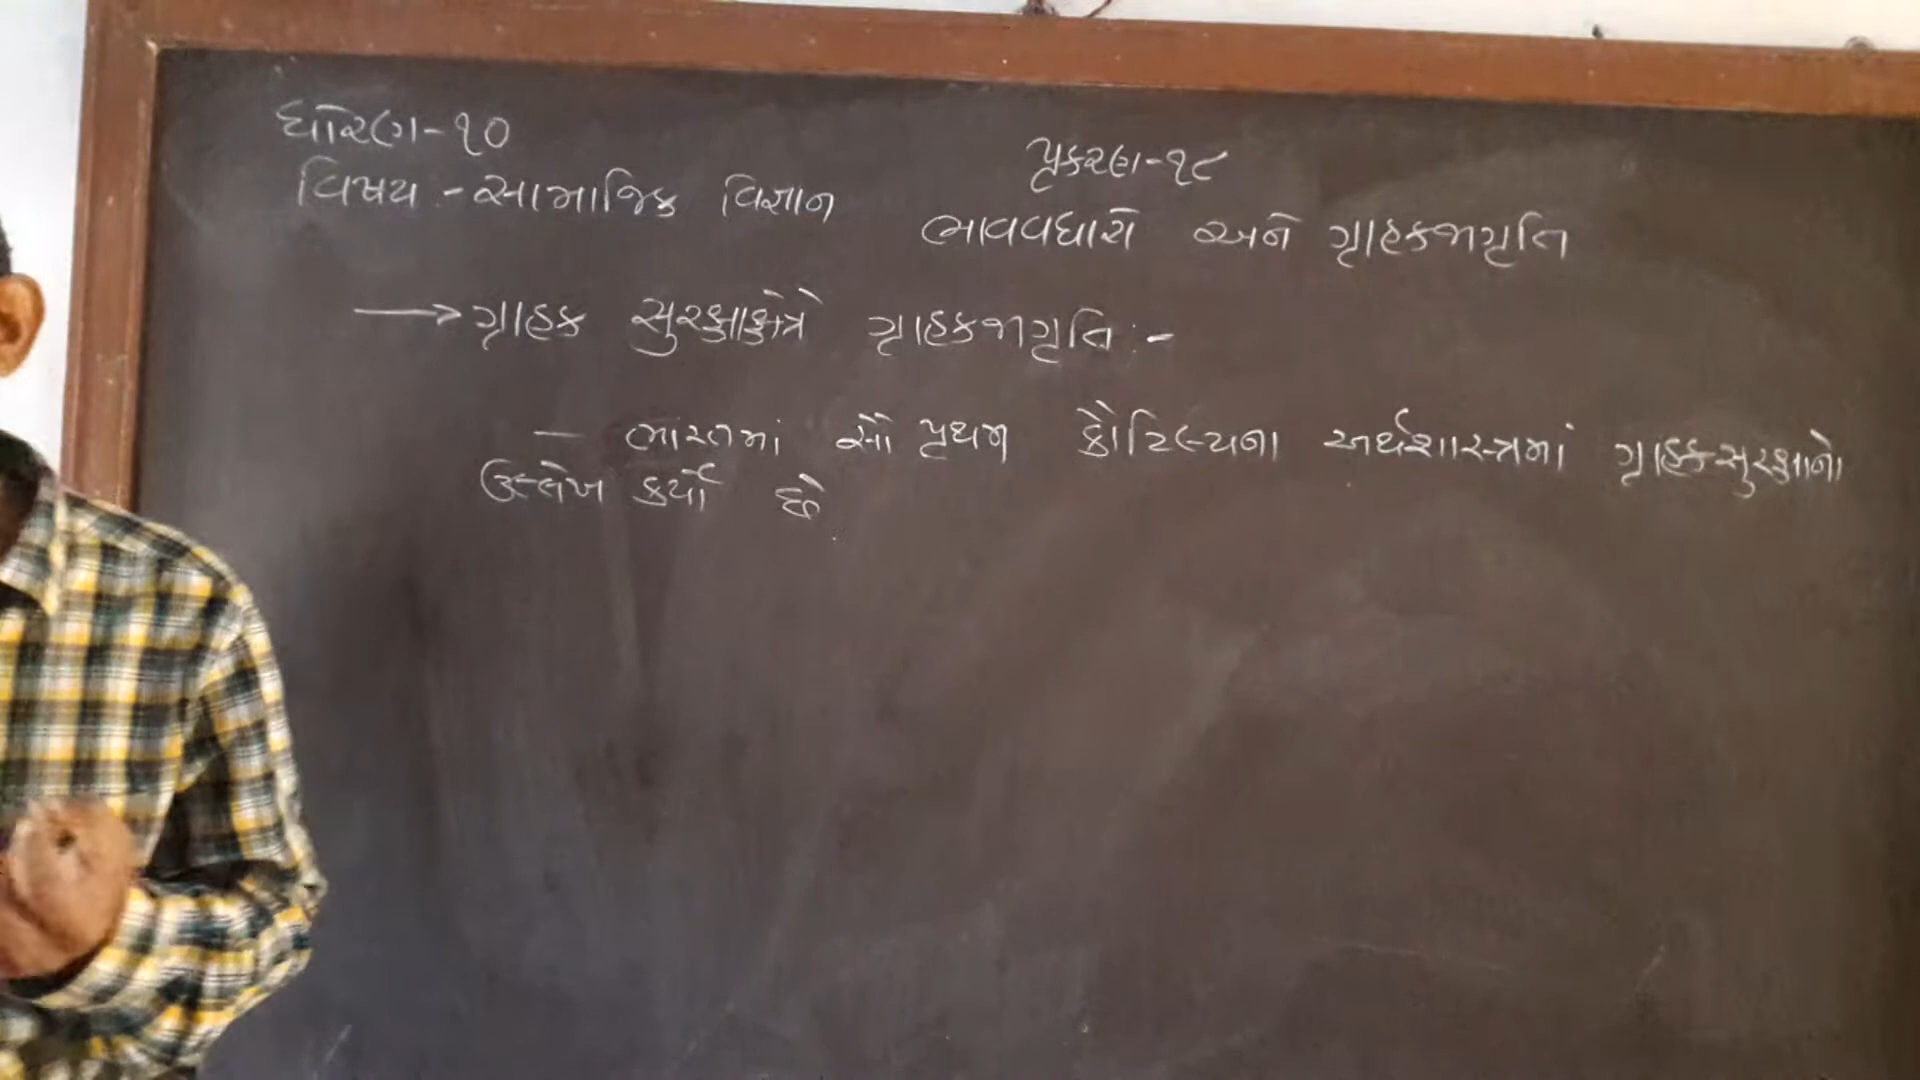 ધોરણ-૧૦
વિષય :- સામાજિક વિજ્ઞાન
પ્રકરણ-૧૮
ભાવવધારો અને ગ્રાહકજાગૃતિ
→ ગ્રાહક સુરક્ષાક્ષેત્રે ગ્રાહકજાગૃતિ :-
- ભારતમાં સૌ પ્રથમ કૌટિલ્યના અર્થશાસ્ત્રમાં ગ્રાહકસુરક્ષાનો
ઉલ્લેખ કર્યો છે